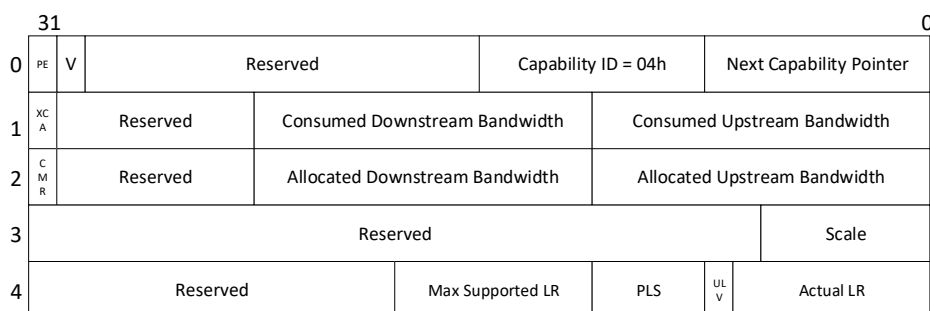 31 0
0 PE V Reserved Capability ID = 04h Next Capability Pointer
1 XC A Reserved Consumed Downstream Bandwidth Consumed Upstream Bandwidth
2 C M R Reserved Allocated Downstream Bandwidth Allocated Upstream Bandwidth
3 Reserved Scale
4 Reserved Max Supported LR PLS UL V Actual LR